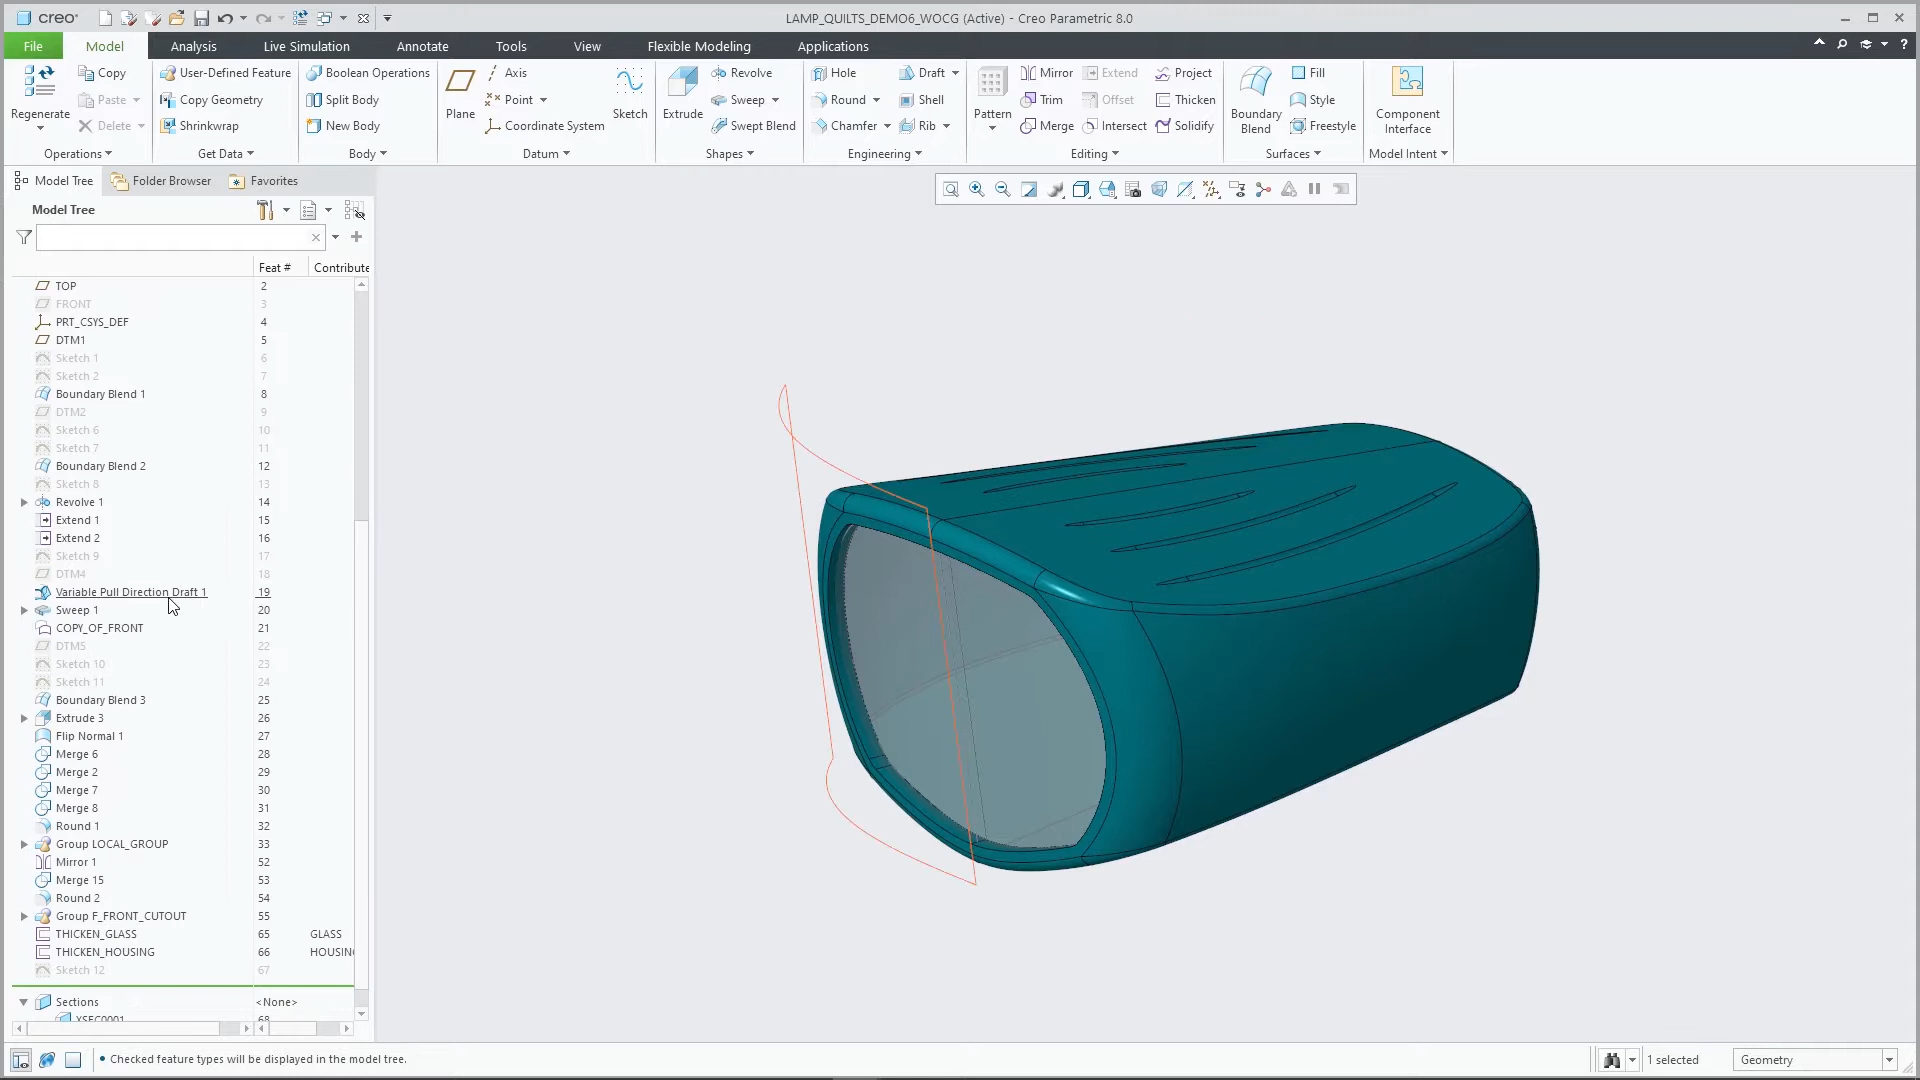 creo
LAMP_QUILTS_DEMO6_WOCG (Active) - Creo Parametric 8.0
File Model Analysis Live Simulation Annotate Tools View Flexible Modeling Applications
Regenerate Copy Paste Delete
Operations
User-Defined Feature
Copy Geometry
Shrinkwrap
Get Data
Boolean Operations
Split Body
New Body
Body
Plane Axis Point Coordinate System Sketch
Datum
Extrude Revolve Sweep Swept Blend
Shapes
Hole Draft
Round Shell
Chamfer Rib
Engineering
Pattern Mirror Extend Project
Trim Offset Thicken
Merge Intersect Solidify
Editing
Boundary Blend Fill Style Freestyle
Surfaces
Component Interface
Model Intent
Model Tree Folder Browser Favorites
Model Tree
Feat # Contribute
TOP 2
FRONT 3
PRT_CSYS_DEF 4
DTM1 5
Sketch 1 6
Sketch 2 7
Boundary Blend 1 8
DTM2 9
Sketch 6 10
Sketch 7 11
Boundary Blend 2 12
Sketch 8 13
Revolve 1 14
Extend 1 15
Extend 2 16
Sketch 9 17
DTM4 18
Variable Pull Direction Draft 1 19
Sweep 1 20
COPY_OF_FRONT 21
DTM5 22
Sketch 10 23
Sketch 11 24
Boundary Blend 3 25
Extrude 3 26
Flip Normal 1 27
Merge 6 28
Merge 2 29
Merge 7 30
Merge 8 31
Round 1 32
Group LOCAL_GROUP 33
Mirror 1 52
Merge 15 53
Round 2 54
Group F_FRONT_CUTOUT 55
THICKEN_GLASS 65 GLASS
THICKEN_HOUSING 66 HOUSIN
Sketch 12 67
Sections <None>
XSEC0001 68
• Checked feature types will be displayed in the model tree.
1 selected
Geometry